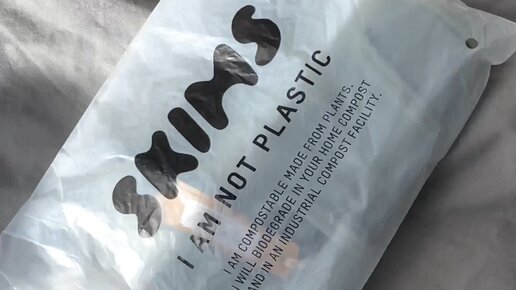 SKIMS
I AM NOT PLASTIC
I AM COMPOSTABLE MADE FROM PLANTS.
I WILL BIODEGRADE IN YOUR HOME COMPOST
AND IN AN INDUSTRIAL COMPOST FACILITY.